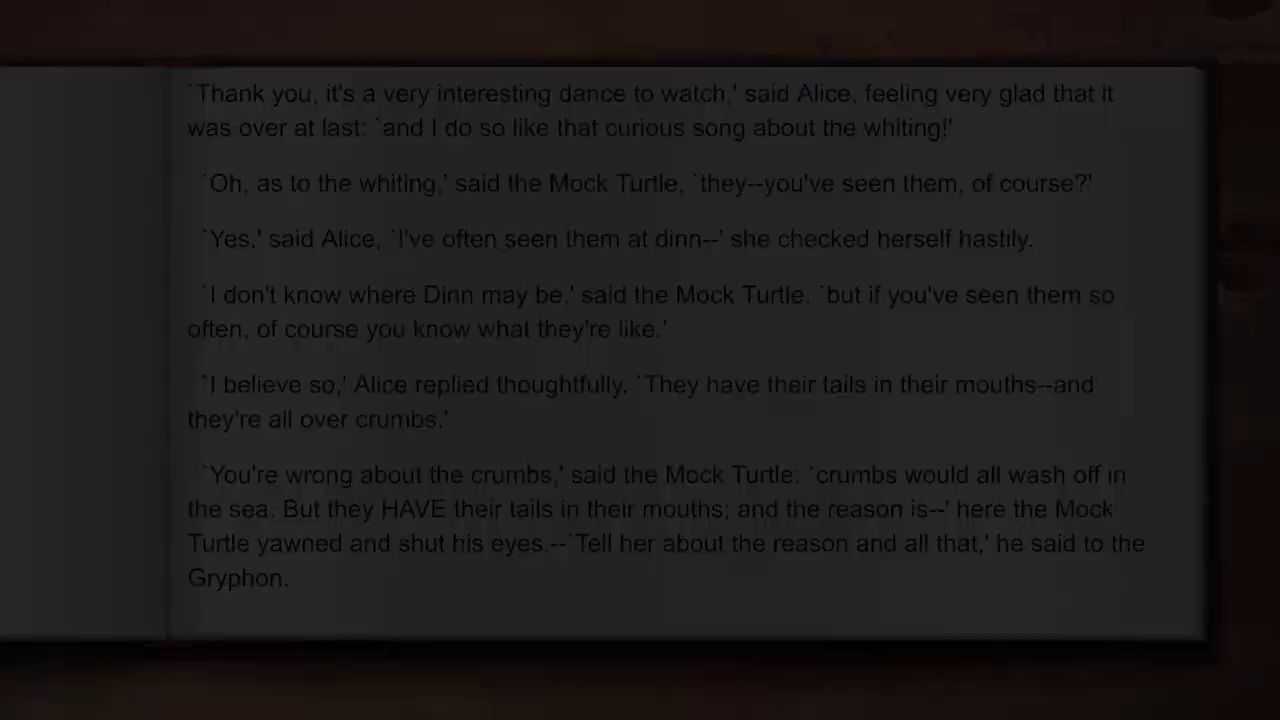 `Thank you, it's a very interesting dance to watch,' said Alice, feeling very glad that it
was over at last: `and I do so like that curious song about the whiting!'
`Oh, as to the whiting,' said the Mock Turtle, `they--you've seen them, of course?'
`Yes,' said Alice, `I've often seen them at dinn--' she checked herself hastily.
`I don't know where Dinn may be,' said the Mock Turtle, `but if you've seen them so
often, of course you know what they're like.'
`I believe so,' Alice replied thoughtfully. `They have their tails in their mouths--and
they're all over crumbs.'
`You're wrong about the crumbs,' said the Mock Turtle: `crumbs would all wash off in
the sea. But they HAVE their tails in their mouths; and the reason is--' here the Mock
Turtle yawned and shut his eyes.--`Tell her about the reason and all that,' he said to the
Gryphon.